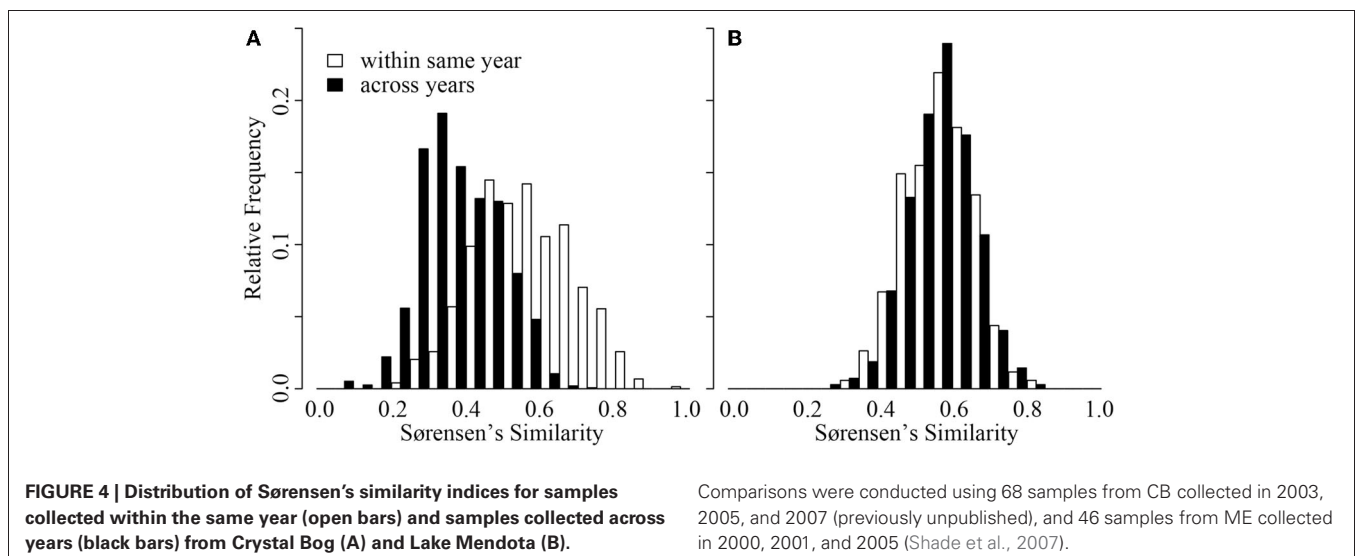 A
within same year
across years
Relative Frequency
0.2
0.1
0.0
0.0 0.2 0.4 0.6 0.8 1.0
Sørensen's Similarity
B
0.0 0.2 0.4 0.6 0.8 1.0
Sørensen's Similarity
FIGURE 4 | Distribution of Sørensen's similarity indices for samples
collected within the same year (open bars) and samples collected across
years (black bars) from Crystal Bog (A) and Lake Mendota (B).
Comparisons were conducted using 68 samples from CB collected in 2003,
2005, and 2007 (previously unpublished), and 46 samples from ME collected
in 2000, 2001, and 2005 (Shade et al., 2007).